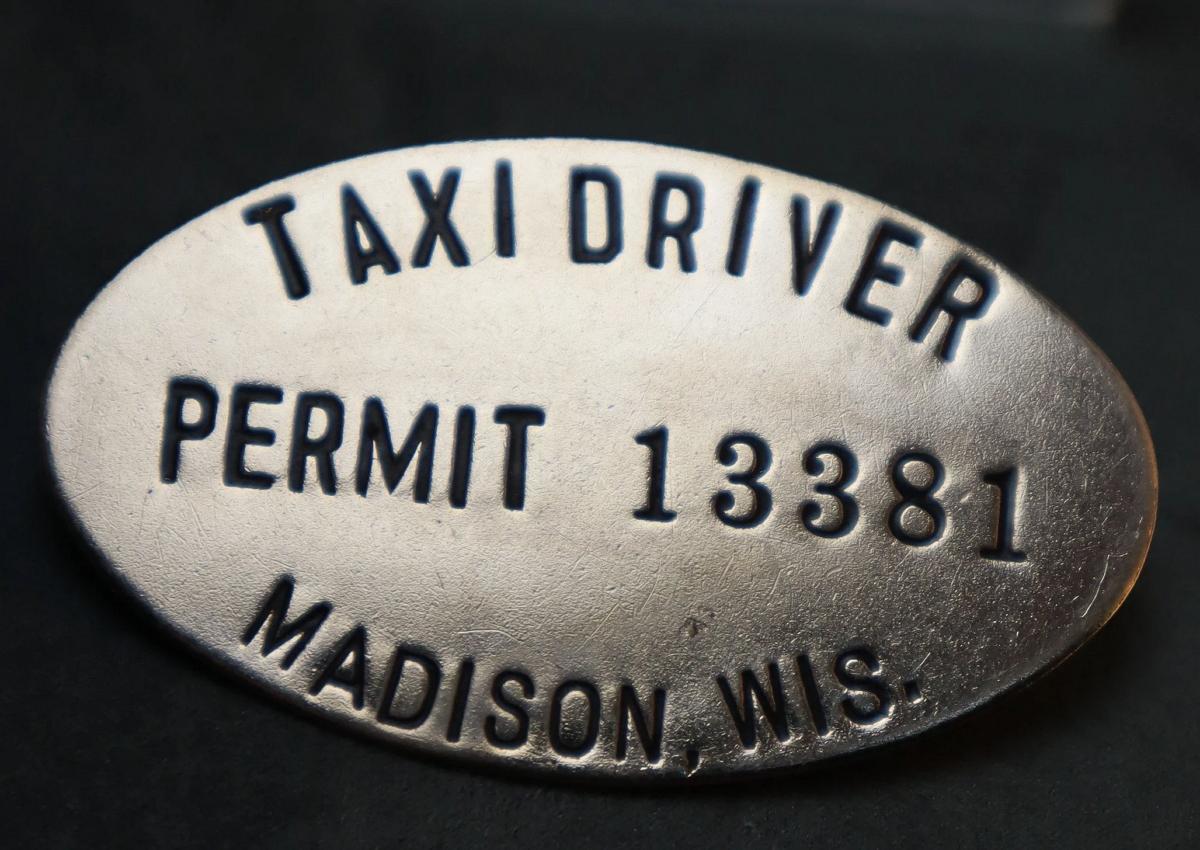 TAXI DRIVER
PERMIT 13381
MADISON, WIS.